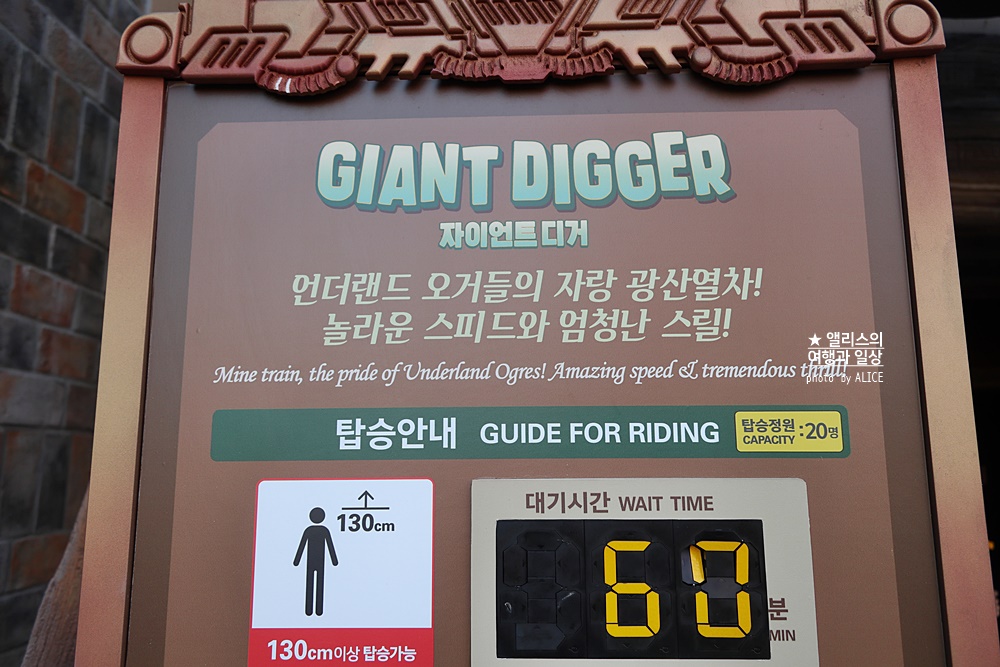 GIANT DIGGER
자이언트 디거
언더랜드 오거들의 자랑 광산열차!
놀라운 스피드와 엄청난 스릴!
Mine train, the pride of Underland Ogres! Amazing speed & tremendous thrill!
★ 앨리스의
여행과 일상
photo by ALICE
탑승안내 GUIDE FOR RIDING
탑승정원
CAPACITY :20명
130cm
130cm이상 탑승가능
대기시간 WAIT TIME
60
분
MIN